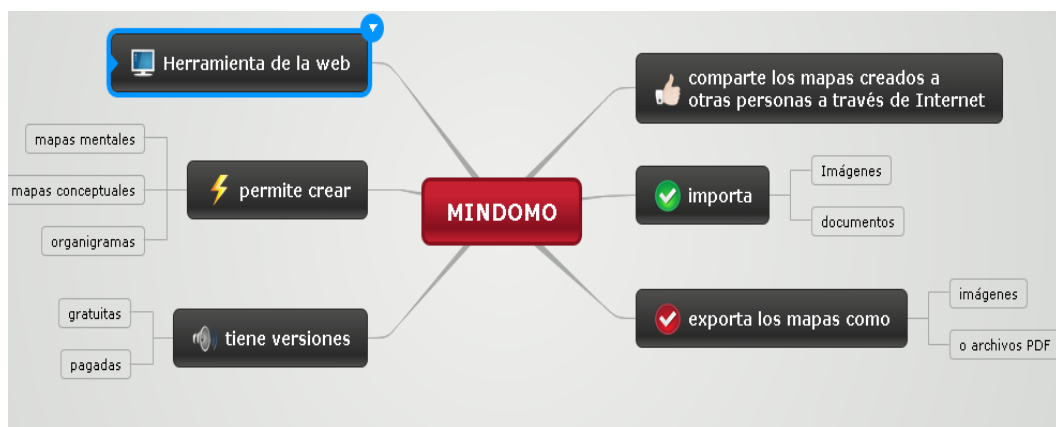 MINDOMO
Herramienta de la web
permite crear
mapas mentales
mapas conceptuales
organigramas
tiene versiones
gratuitas
pagadas
comparte los mapas creados a
otras personas a través de Internet
importa
Imágenes
documentos
exporta los mapas como
imágenes
o archivos PDF